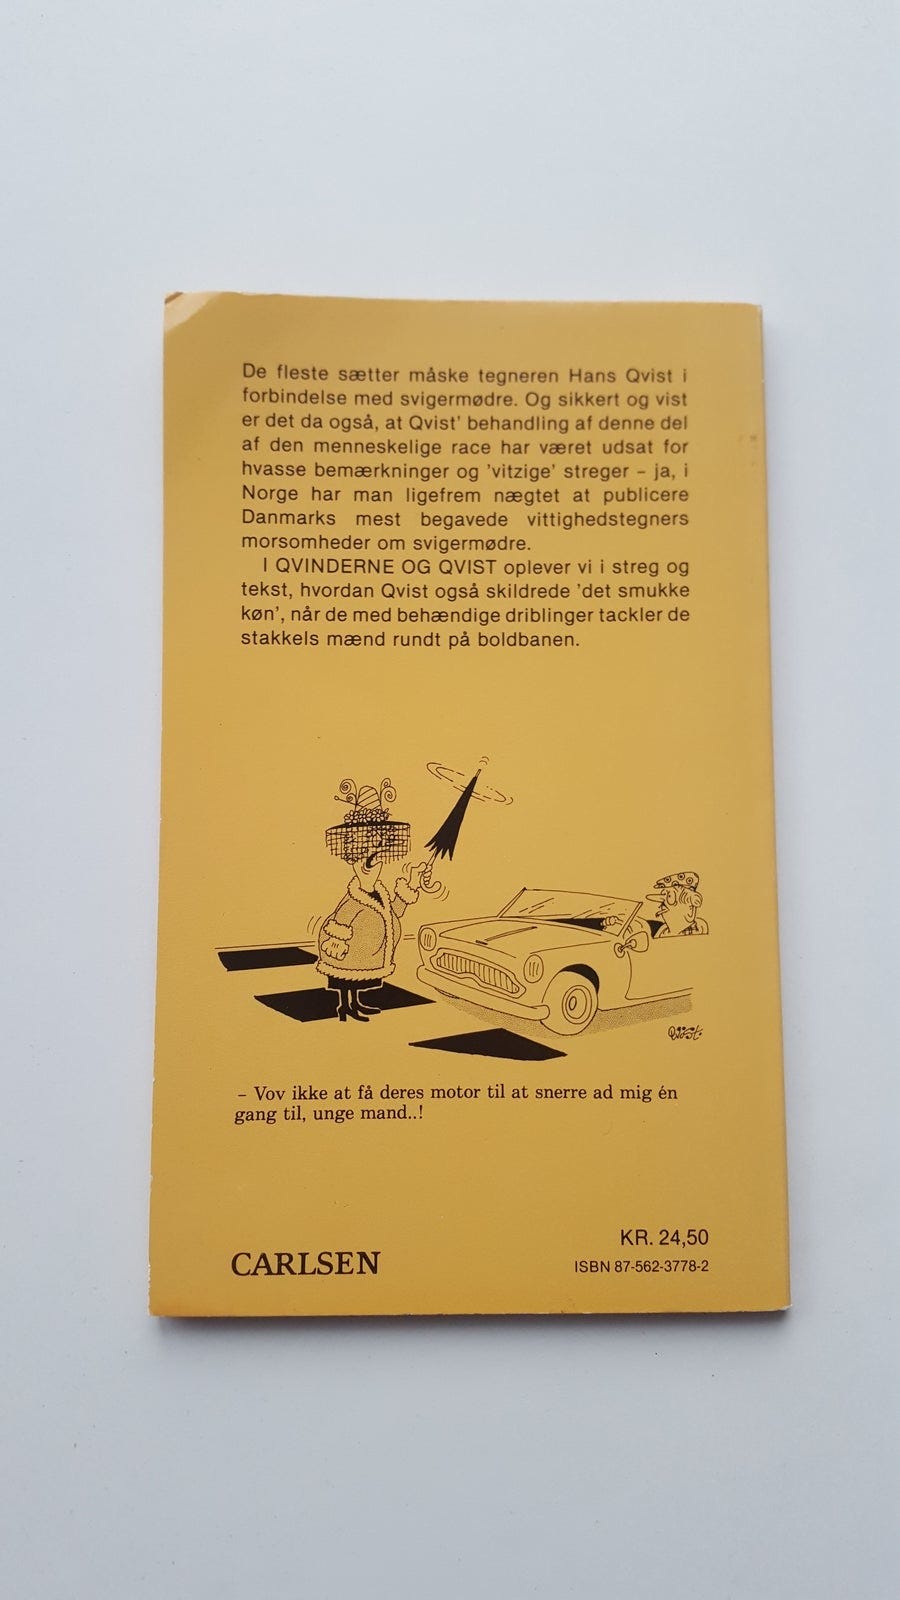 De fleste sætter måske tegneren Hans Qvist i
forbindelse med svigermødre. Og sikkert og vist
er det da også, at Qvist' behandling af denne del
af den menneskelige race har været udsat for
hvasse bemærkninger og 'vitzige' streger – ja, i
Norge har man ligefrem nægtet at publicere
Danmarks mest begavede vittighedstegners
morsomheder om svigermødre.
I QVINDERNE OG QVIST oplever vi i streg og
tekst, hvordan Qvist også skildrede 'det smukke
køn', når de med behændige driblinger tackler de
stakkels mænd rundt på boldbanen.
Qvist.
– Vov ikke at få deres motor til at snerre ad mig én
gang til, unge mand..!
KR. 24,50
CARLSEN
ISBN 87-562-3778-2